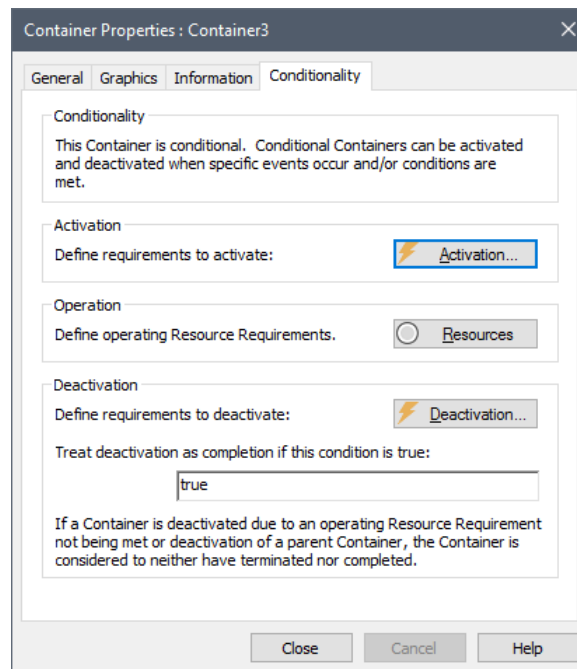 Container Properties : Container3
General Graphics Information Conditionality
Conditionality
This Container is conditional.  Conditional Containers can be activated
and deactivated when specific events occur and/or conditions are
met.
Activation
Define requirements to activate:
Activation...
Operation
Define operating Resource Requirements.
Resources
Deactivation
Define requirements to deactivate:
Deactivation...
Treat deactivation as completion if this condition is true:
true
If a Container is deactivated due to an operating Resource Requirement
not being met or deactivation of a parent Container, the Container is
considered to neither have terminated nor completed.
Close Cancel Help